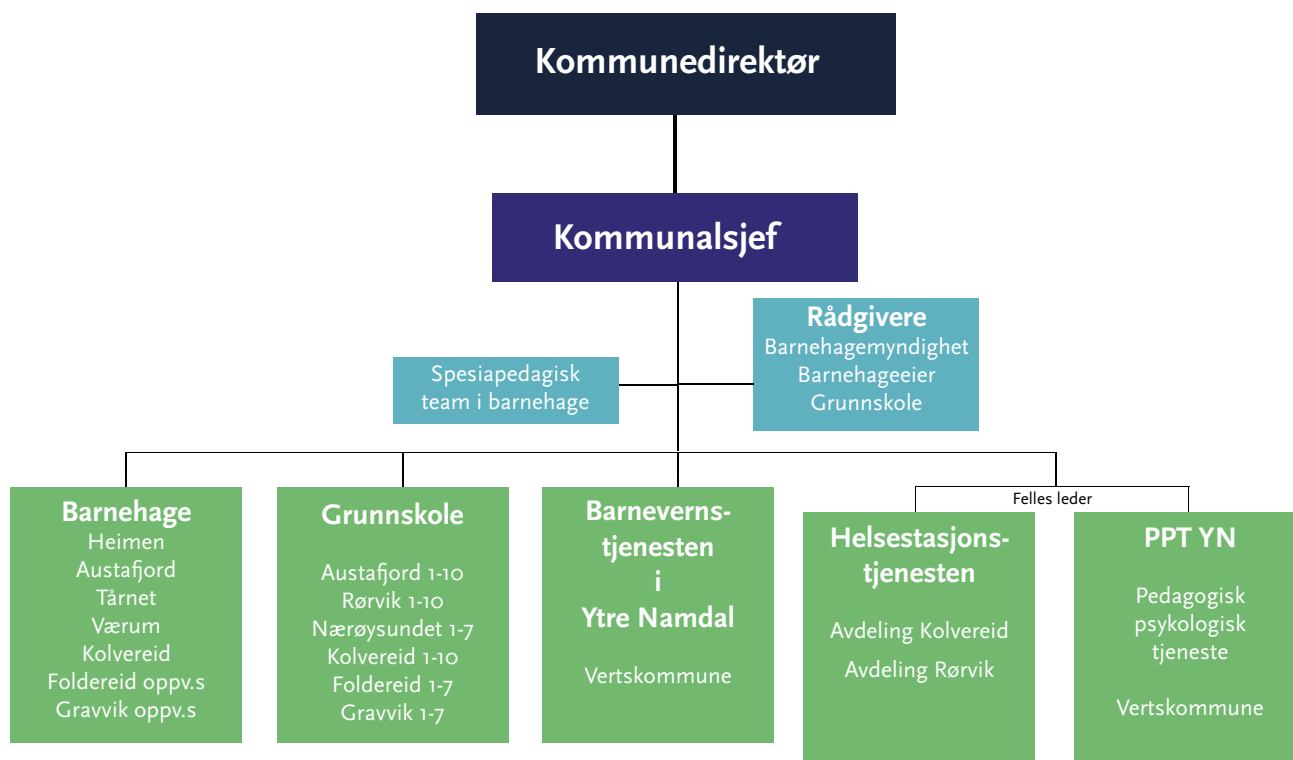 Kommunedirektør
Kommunalsjef
Rådgivere
Barnehagemyndighet
Barnehageeier
Grunnskole
Spesiapedagisk
team i barnehage
Barnehage
Heimen
Austafjord
Tårnet
Værum
Kolvereid
Foldereid oppv.s
Gravvik oppv.s
Grunnskole
Austafjord 1-10
Rørvik 1-10
Nærøysundet 1-7
Kolvereid 1-10
Foldereid 1-7
Gravvik 1-7
Barneverns-
tjenesten
i
Ytre Namdal
Vertskommune
Felles leder
Helsestasjons-
tjenesten
Avdeling Kolvereid
Avdeling Rørvik
PPT YN
Pedagogisk
psykologisk
tjeneste
Vertskommune